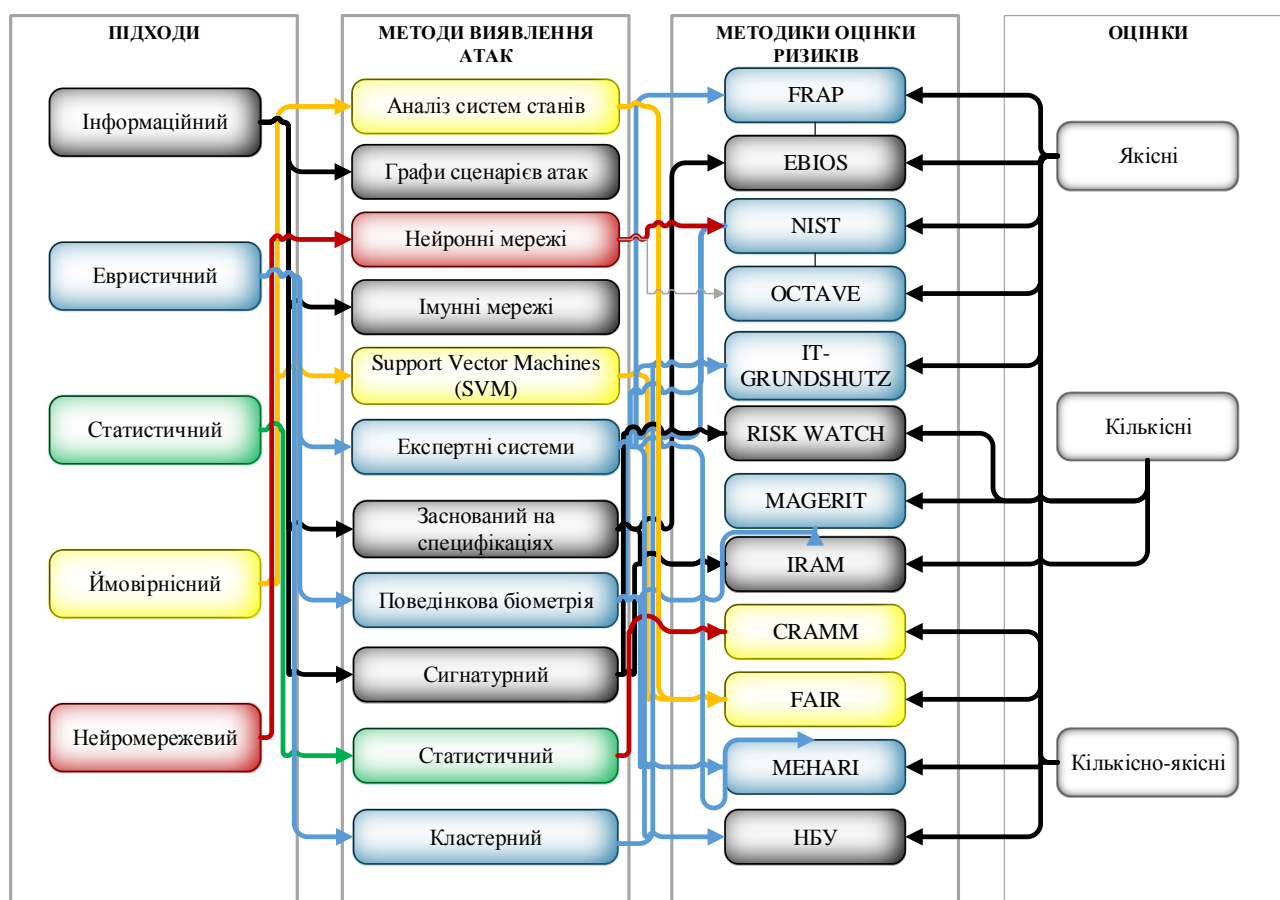 ПІДХОДИ
Інформаційний
Евристичний
Статистичний
Ймовірнісний
Нейромережевий
МЕТОДИ ВИЯВЛЕННЯ
АТАК
Аналіз систем станів
Графи сценаріїв атак
Нейронні мережі
Імунні мережі
Support Vector Machines
(SVM)
Експертні системи
Заснований на
специфікаціях
Поведінкова біометрія
Сигнатурний
Статистичний
Кластерний
МЕТОДИКИ ОЦІНКИ
РИЗИКІВ
FRAP
EBIOS
NIST
OCTAVE
IT-
GRUNDSHUTZ
RISK WATCH
MAGERIT
IRAM
CRAMM
FAIR
MEHARI
НБУ
ОЦІНКИ
Якісні
Кількісні
Кількісно-якісні